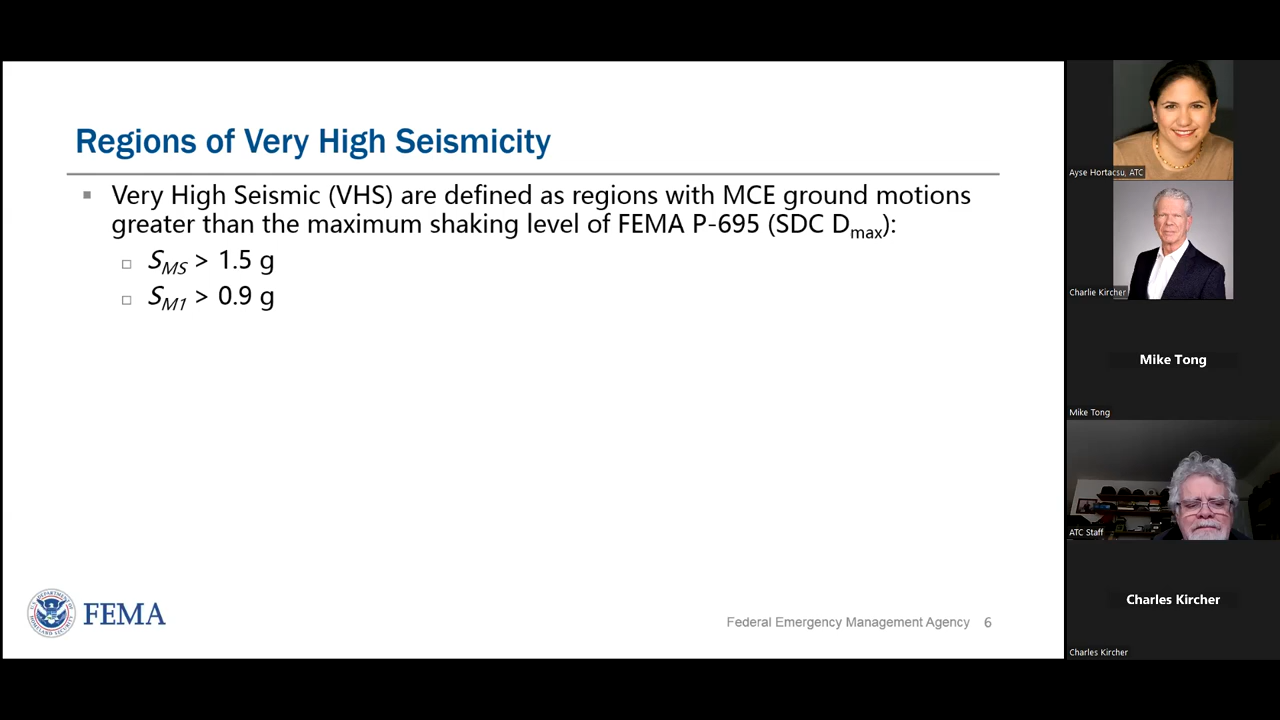 Regions of Very High Seismicity
▪ Very High Seismic (VHS) are defined as regions with MCE ground motions
greater than the maximum shaking level of FEMA P-695 (SDC Dmax):
□ SMS > 1.5 g
□ SM1 > 0.9 g
FEMA
Federal Emergency Management Agency 6
Ayse Hortacsu, ATC
Charlie Kircher
Mike Tong
Mike Tong
ATC Staff
Charles Kircher
Charles Kircher